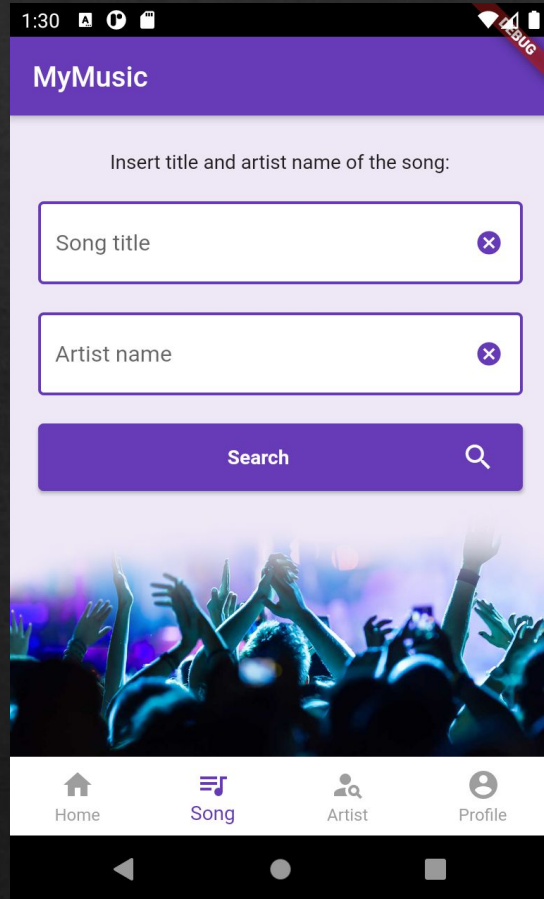 1:30
DEBUG
MyMusic
Insert title and artist name of the song:
Song title
Artist name
Search
Home
Song
Artist
Profile